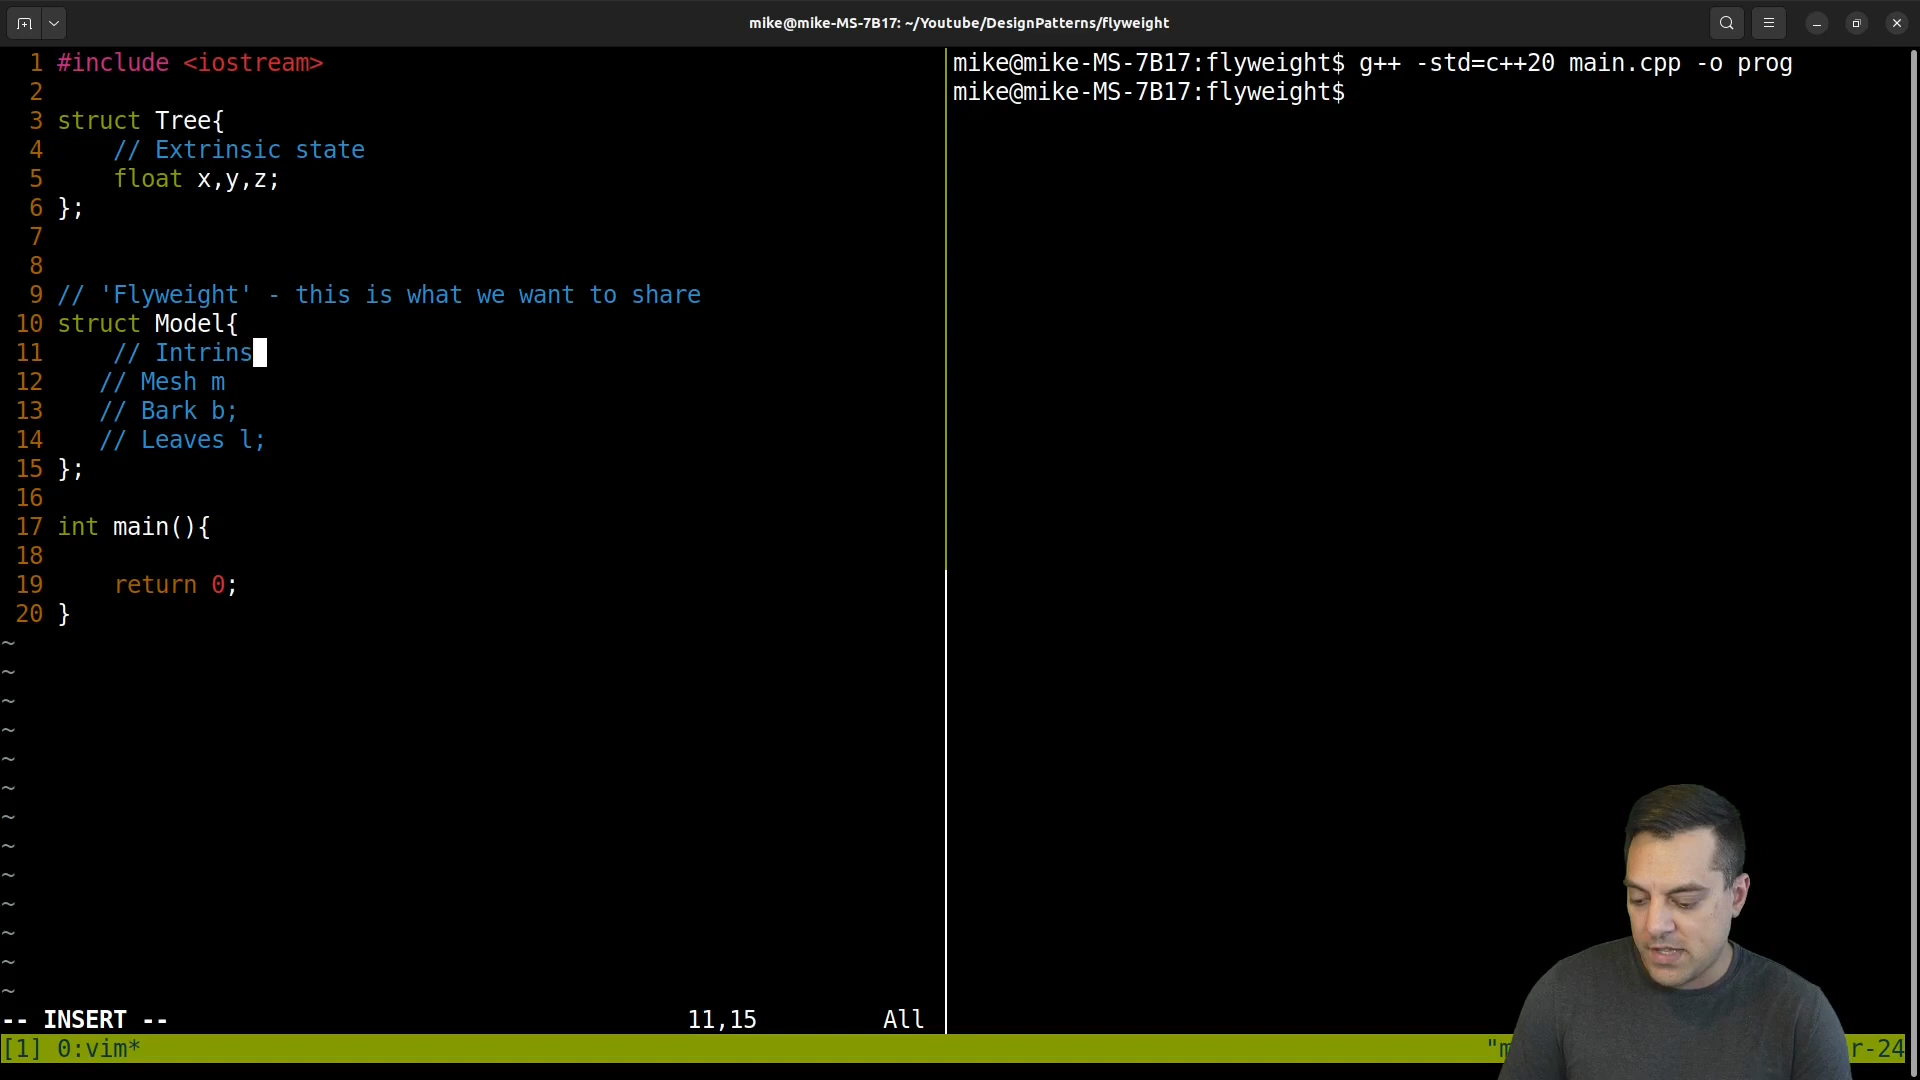 mike@mike-MS-7B17: ~/Youtube/DesignPatterns/flyweight
1 #include <iostream>
2
3 struct Tree{
4     // Extrinsic state
5     float x,y,z;
6 };
7
8
9 // 'Flyweight' - this is what we want to share
10 struct Model{
11     // Intrins
12    // Mesh m
13    // Bark b;
14    // Leaves l;
15 };
16
17 int main(){
18
19     return 0;
20 }
~
~
~
~
~
~
~
~
~
~
~
~
~
-- INSERT -- 11,15 All
mike@mike-MS-7B17:flyweight$ g++ -std=c++20 main.cpp -o prog
mike@mike-MS-7B17:flyweight$
[1] 0:vim* "m r-24